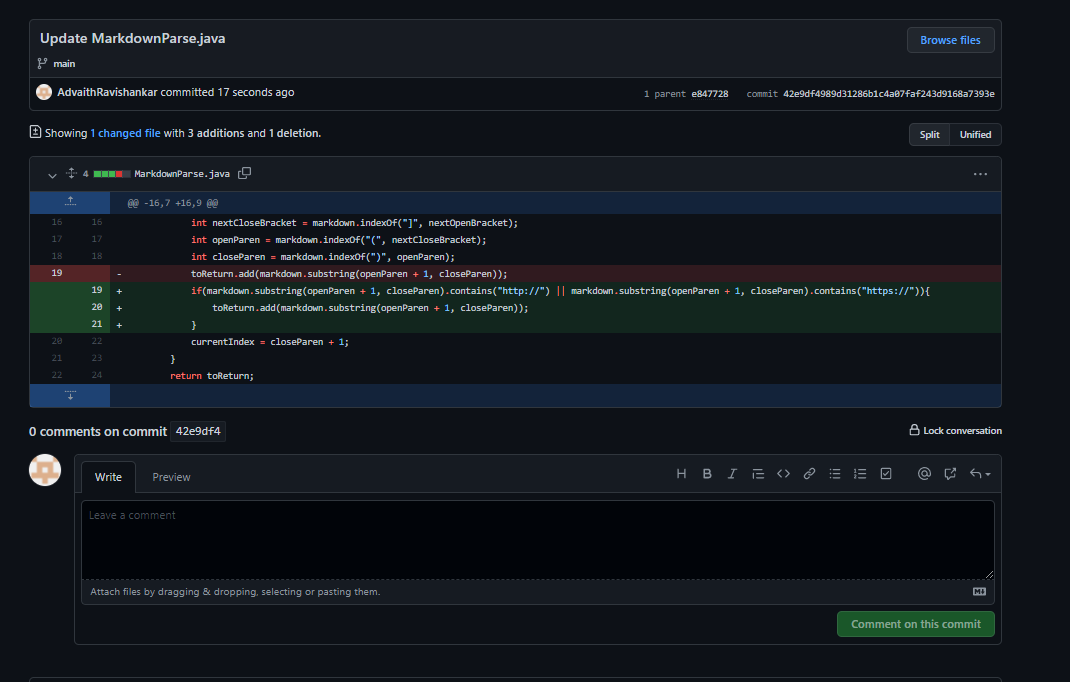 Update MarkdownParse.java
Browse files
main
AdvaithRavishankar committed 17 seconds ago
1 parent e847728 commit 42e9df4989d31286b1c4a07faf243d9168a7393e
Showing 1 changed file with 3 additions and 1 deletion.
Split Unified
4 MarkdownParse.java
@@ -16,7 +16,9 @@
16 16 int nextCloseBracket = markdown.indexOf("]", nextOpenBracket);
17 17 int openParen = markdown.indexOf("(", nextCloseBracket);
18 18 int closeParen = markdown.indexOf(")", openParen);
19 - toReturn.add(markdown.substring(openParen + 1, closeParen));
19 + if(markdown.substring(openParen + 1, closeParen).contains("http://") || markdown.substring(openParen + 1, closeParen).contains("https://")){
20 + toReturn.add(markdown.substring(openParen + 1, closeParen));
21 + }
20 22 currentIndex = closeParen + 1;
21 23 }
22 24 return toReturn;
0 comments on commit 42e9df4
Lock conversation
Write Preview
Leave a comment
Attach files by dragging & dropping, selecting or pasting them.
Comment on this commit